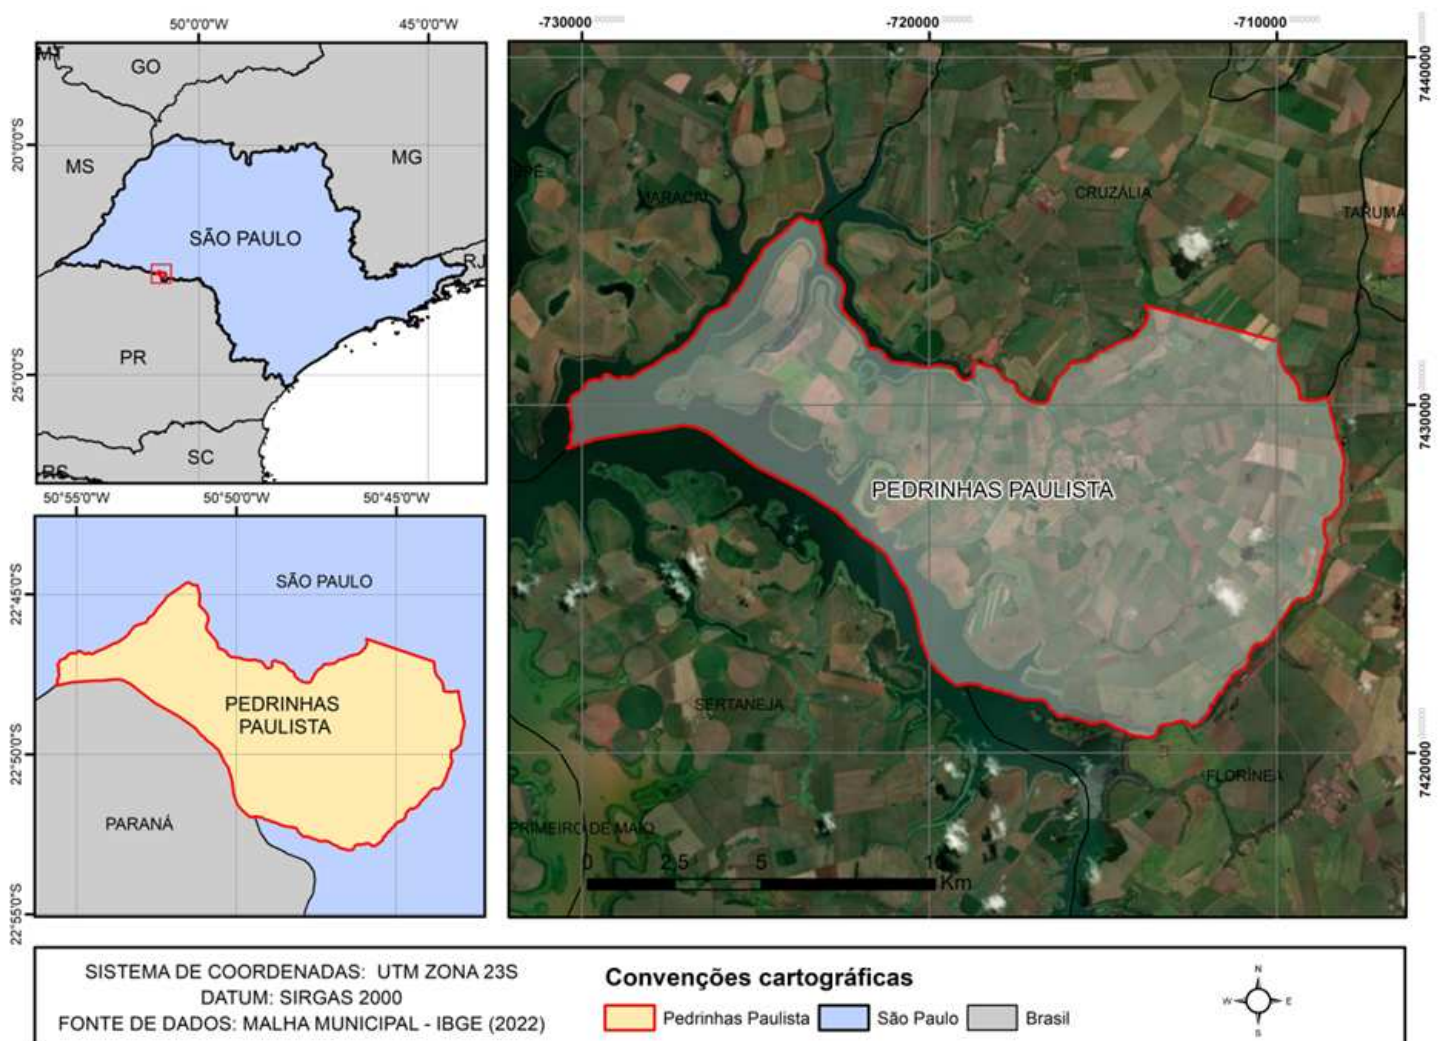 50°0'0"W
45°0'0"W
MT
GO
20°0'0"S
MS
MG
SÃO PAULO
RJ
PR
25°0'0"S
SC
RS
50°55'0"W
50°50'0"W
50°45'0"W
22°45'0"S
SÃO PAULO
PEDRINHAS
PAULISTA
22°50'0"S
PARANÁ
22°55'0"S
-730000
-720000
-710000
7440000
MARACAÍ
CRUZÁLIA
TARUMÃ
7430000
PEDRINHAS PAULISTA
SERTANEJA
7420000
FLORÍNEA
PRIMEIRO DE MAIO
0
2,5
5
10
Km
SISTEMA DE COORDENADAS: UTM ZONA 23S
DATUM: SIRGAS 2000
FONTE DE DADOS: MALHA MUNICIPAL - IBGE (2022)
Convenções cartográficas
Pedrinhas Paulista
São Paulo
Brasil
N
W
E
S